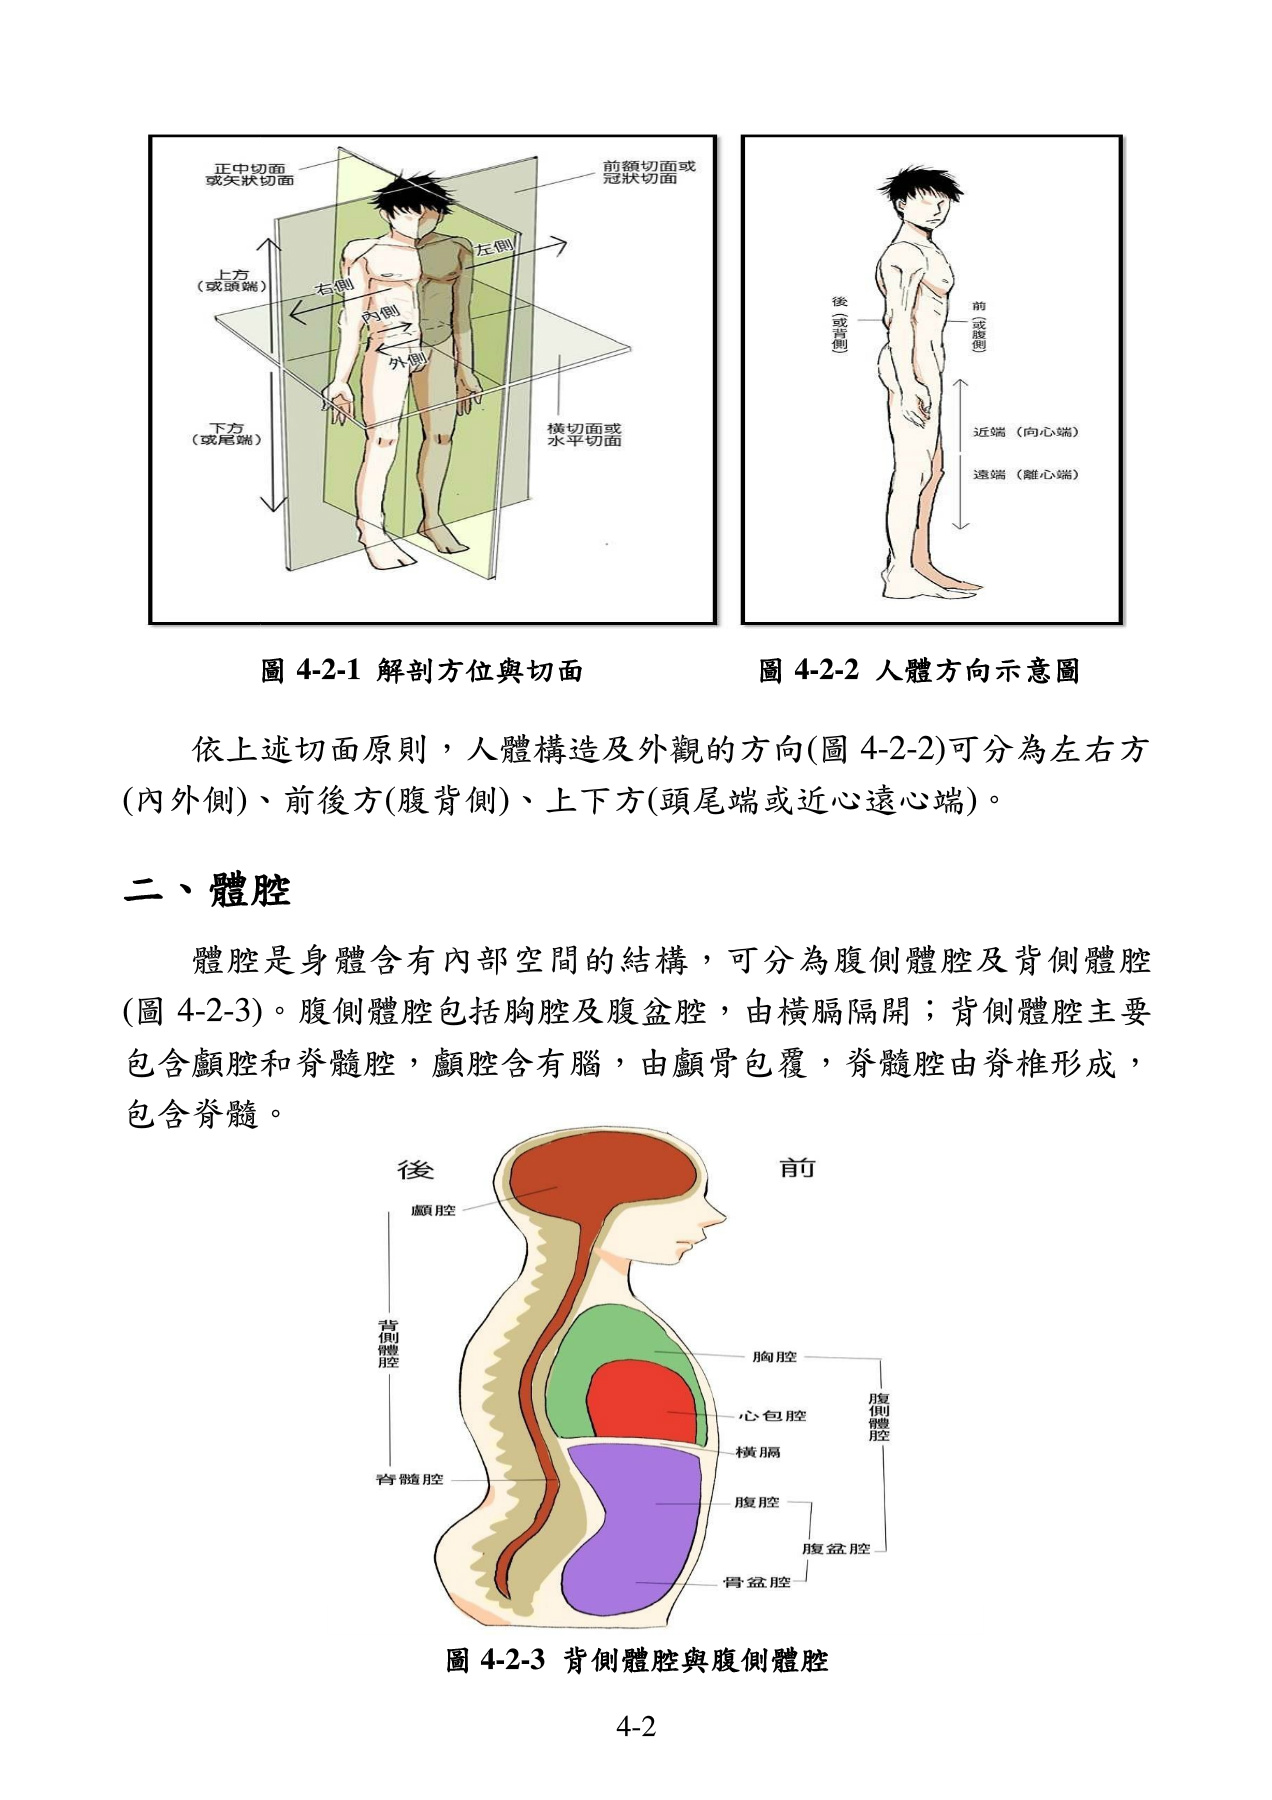 正中切面
或矢狀切面
前額切面或
冠狀切面
左側
上方
(或頭端)
右側
內側
外側
下方
(或尾端)
橫切面或
水平切面
後(或背側)
前(或腹側)
近端(向心端)
遠端(離心端)
圖 4-2-1 解剖方位與切面
圖 4-2-2 人體方向示意圖
依上述切面原則，人體構造及外觀的方向(圖 4-2-2)可分為左右方
(內外側)、前後方(腹背側)、上下方(頭尾端或近心遠心端)。
二、體腔
體腔是身體含有內部空間的結構，可分為腹側體腔及背側體腔
(圖 4-2-3)。腹側體腔包括胸腔及腹盆腔，由橫膈隔開；背側體腔主要
包含顱腔和脊髓腔，顱腔含有腦，由顱骨包覆，脊髓腔由脊椎形成，
包含脊髓。
後
前
顱腔
背側體腔
胸腔
腹側體腔
心包腔
橫膈
脊髓腔
腹腔
腹盆腔
骨盆腔
圖 4-2-3 背側體腔與腹側體腔
4-2